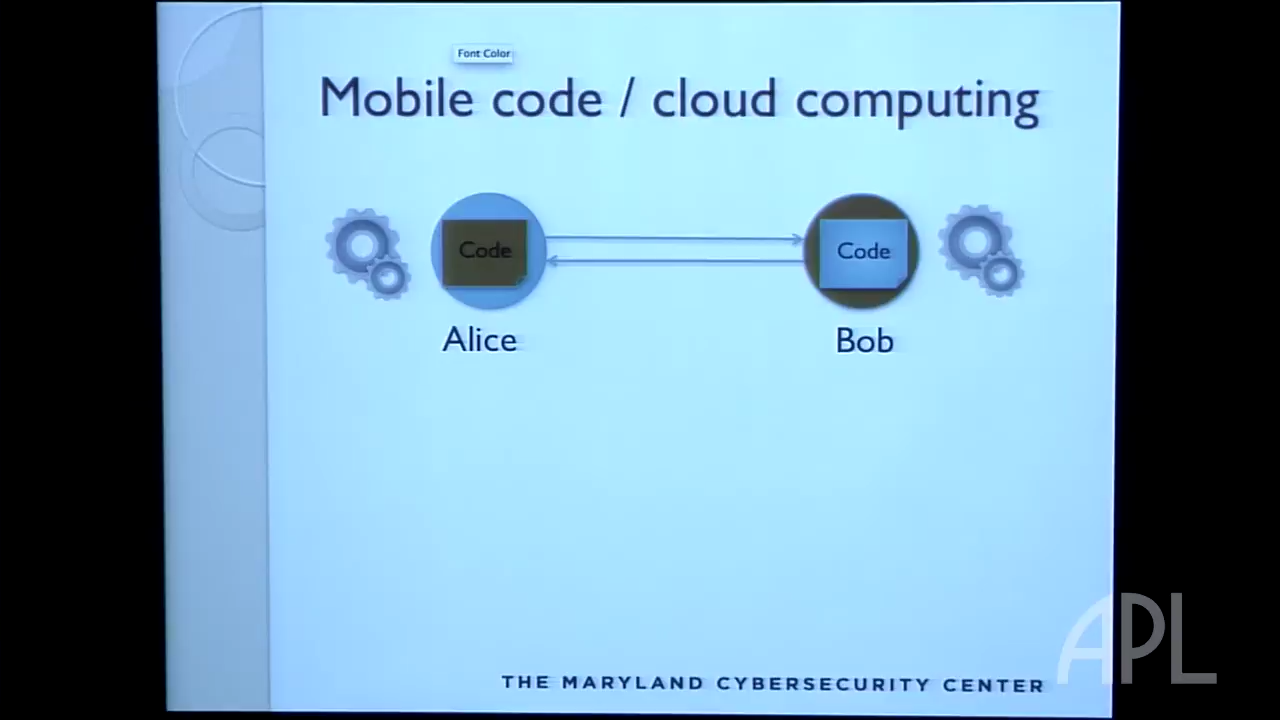 Font Color
Mobile code / cloud computing
Code
Code
Alice
Bob
THE MARYLAND CYBERSECURITY CENTER
APL